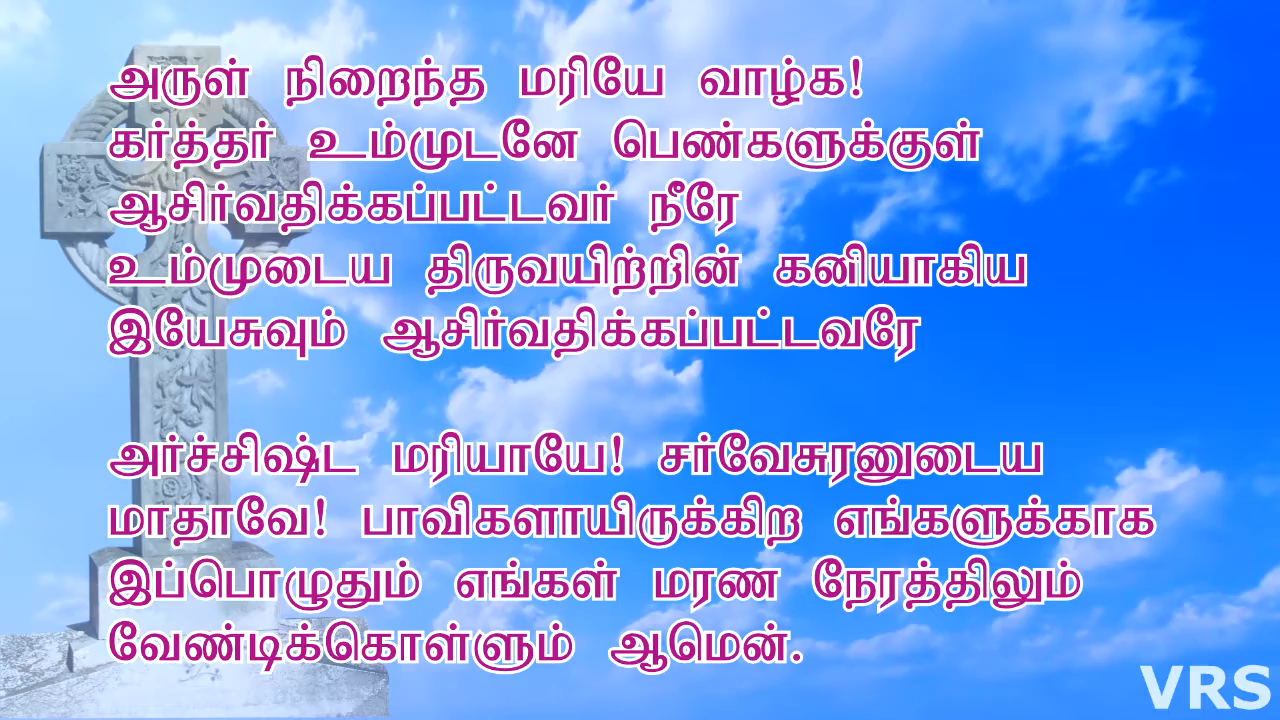 அருள் நிறைந்த மரியே வாழ்க!
கர்த்தர் உம்முடனே பெண்களுக்குள்
ஆசிர்வதிக்கப்பட்டவர் நீரே
உம்முடைய திருவயிற்றின் கனியாகிய
இயேசுவும் ஆசிர்வதிக்கப்பட்டவரே
அர்ச்சிஷ்ட மரியாயே! சர்வேசுரனுடைய
மாதாவே! பாவிகளாயிருக்கிற எங்களுக்காக
இப்பொழுதும் எங்கள் மரண நேரத்திலும்
வேண்டிக்கொள்ளும் ஆமென்.
VRS